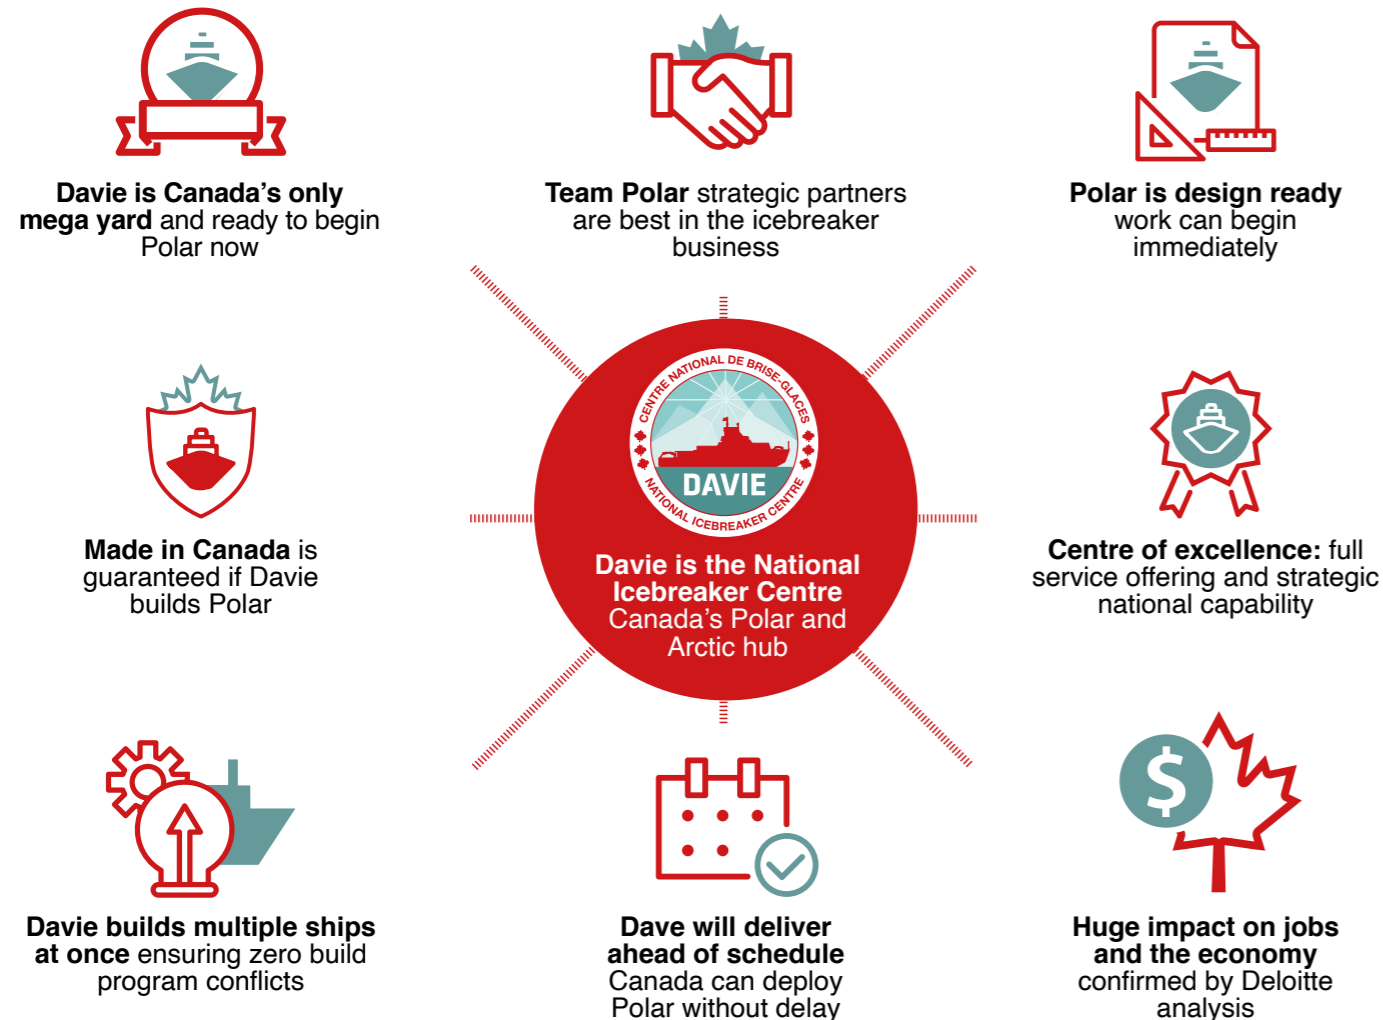 Davie is Canada’s only
mega yard and ready to begin
Polar now
Team Polar strategic partners
are best in the icebreaker
business
Polar is design ready
work can begin
immediately
Made in Canada is
guaranteed if Davie
builds Polar
CENTRE NATIONAL DE BRISE-GLACES
DAVIE
NATIONAL ICEBREAKER CENTRE
Davie is the National
Icebreaker Centre
Canada’s Polar and
Arctic hub
Centre of excellence: full
service offering and strategic
national capability
Davie builds multiple ships
at once ensuring zero build
program conflicts
Dave will deliver
ahead of schedule
Canada can deploy
Polar without delay
$
Huge impact on jobs
and the economy
confirmed by Deloitte
analysis